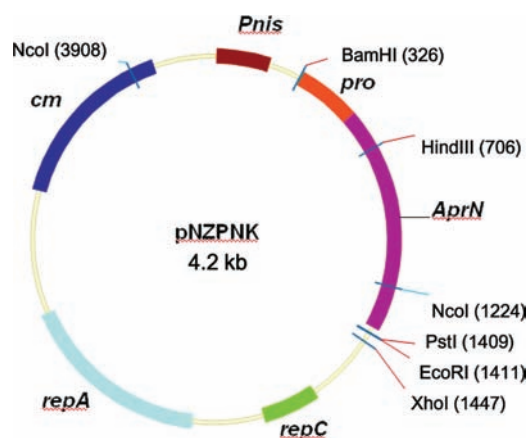 Pnis
NcoI (3908)
BamHI (326)
pro
cm
HindIII (706)
AprN
pNZPNK
4.2 kb
NcoI (1224)
PstI (1409)
EcoRI (1411)
XhoI (1447)
repA
repC